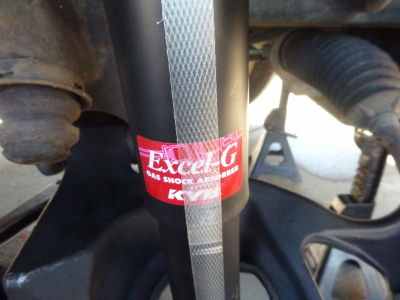 Excel-G
GAS SHOCK ABSORBER
KYB